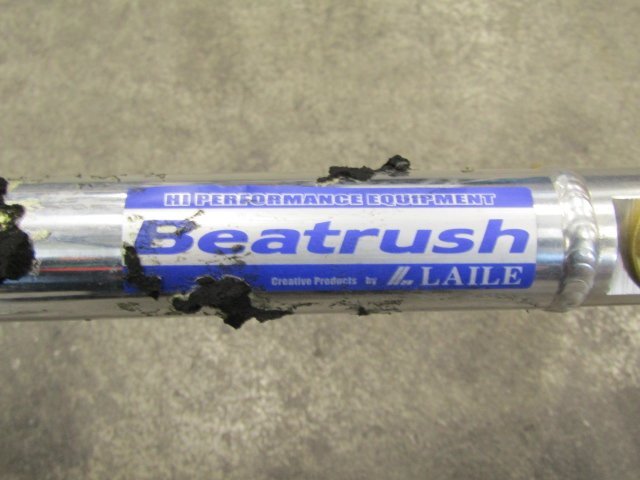 HI PERFORMANCE EQUIPMENT
Beatrush
Creative Products by LAILE